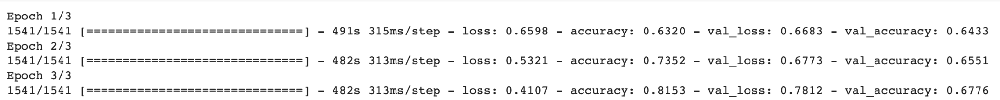 Epoch 1/3
1541/1541 [==============================] - 491s 315ms/step - loss: 0.6598 - accuracy: 0.6320 - val_loss: 0.6683 - val_accuracy: 0.6433
Epoch 2/3
1541/1541 [==============================] - 482s 313ms/step - loss: 0.5321 - accuracy: 0.7352 - val_loss: 0.6773 - val_accuracy: 0.6551
Epoch 3/3
1541/1541 [==============================] - 482s 313ms/step - loss: 0.4107 - accuracy: 0.8153 - val_loss: 0.7812 - val_accuracy: 0.6776